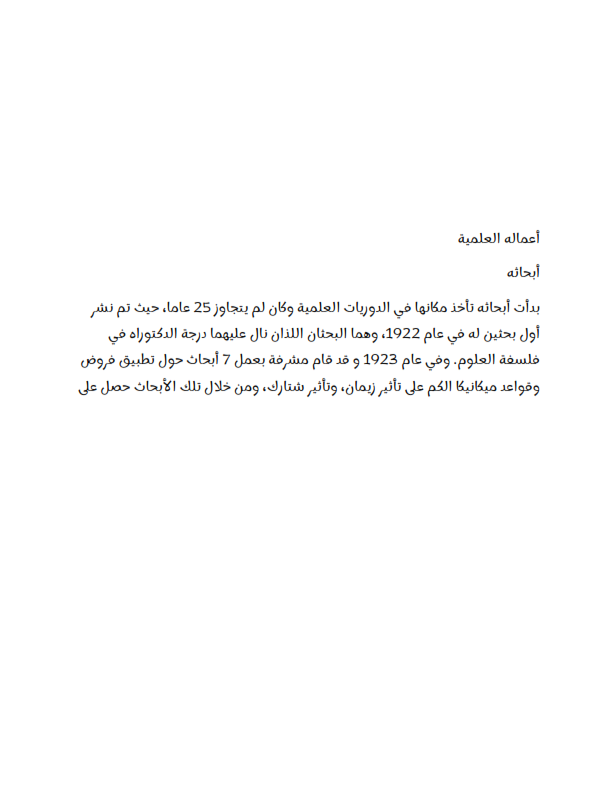 أعماله العلمية
أبحاثه
بدأت أبحاثه تأخذ مكانها في الدوريات العلمية وكان لم يتجاوز 25 عاما، حيث تم نشر
أول بحثين له في عام 1922، وهما البحثان اللذان نال عليهما درجة الدكتوراه في
فلسفة العلوم. وفي عام 1923 و قد قام مشرفة بعمل 7 أبحاث حول تطبيق فروض
وقواعد ميكانيكا الكم على تأثير زيمان، وتأثير شتارك، ومن خلال تلك الأبحاث حصل على